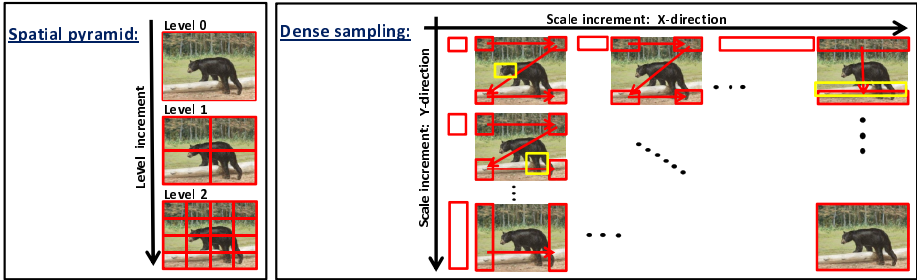 Spatial pyramid:
Level 0
Level 1
Level 2
Level increment
Dense sampling:
Scale increment: X-direction
Scale increment: Y-direction